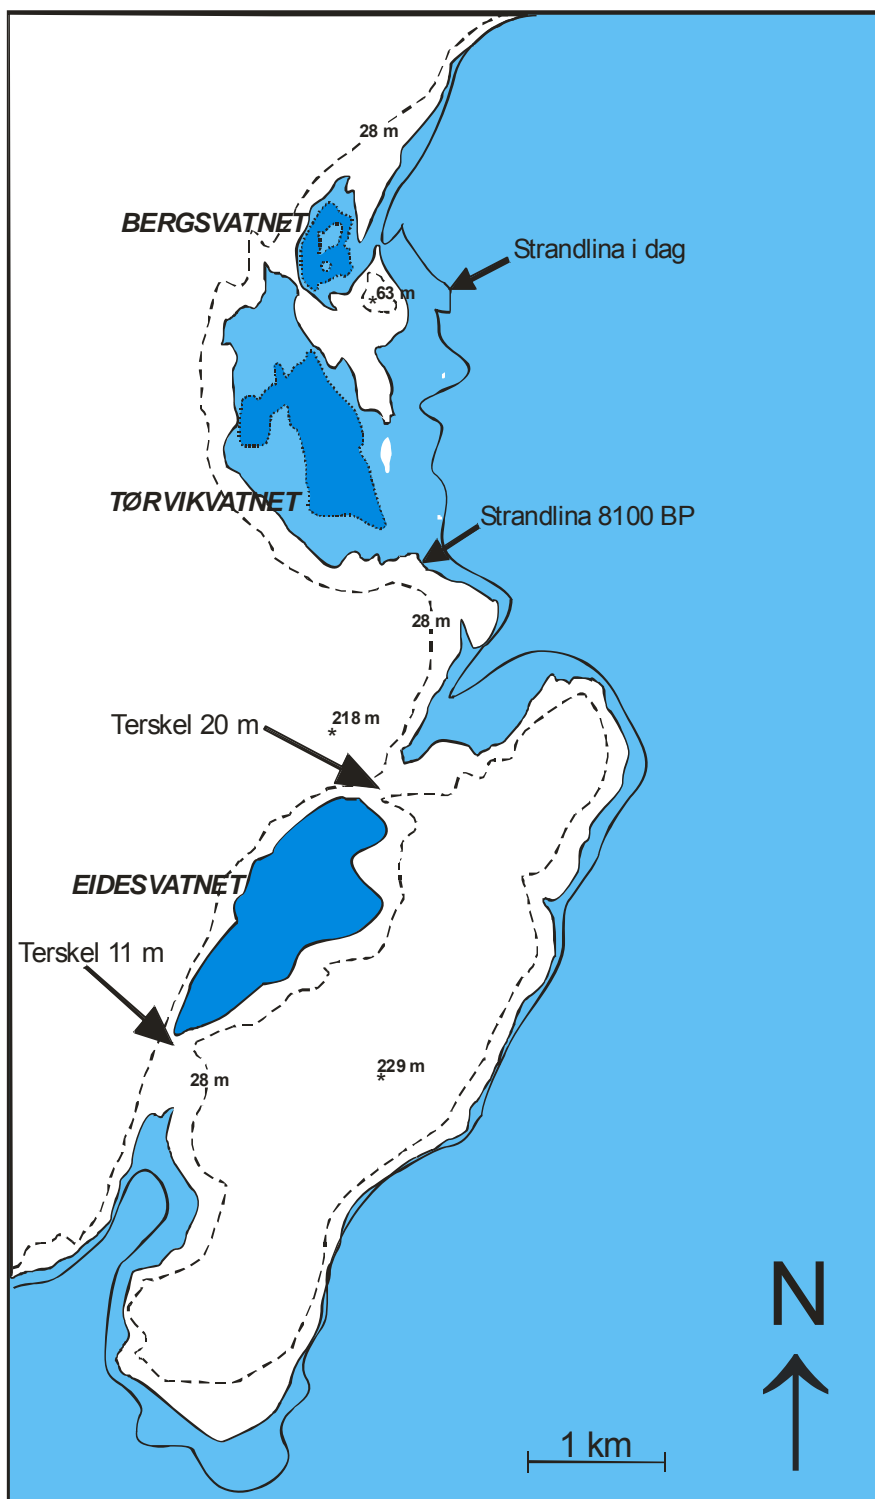 28 m
BERGSVATNET
Strandlina i dag
*63 m
TØRVIKVATNET
Strandlina 8100 BP
28 m
Terskel 20 m
218 m
*
EIDESVATNET
Terskel 11 m
229 m
*
28 m
N
1 km